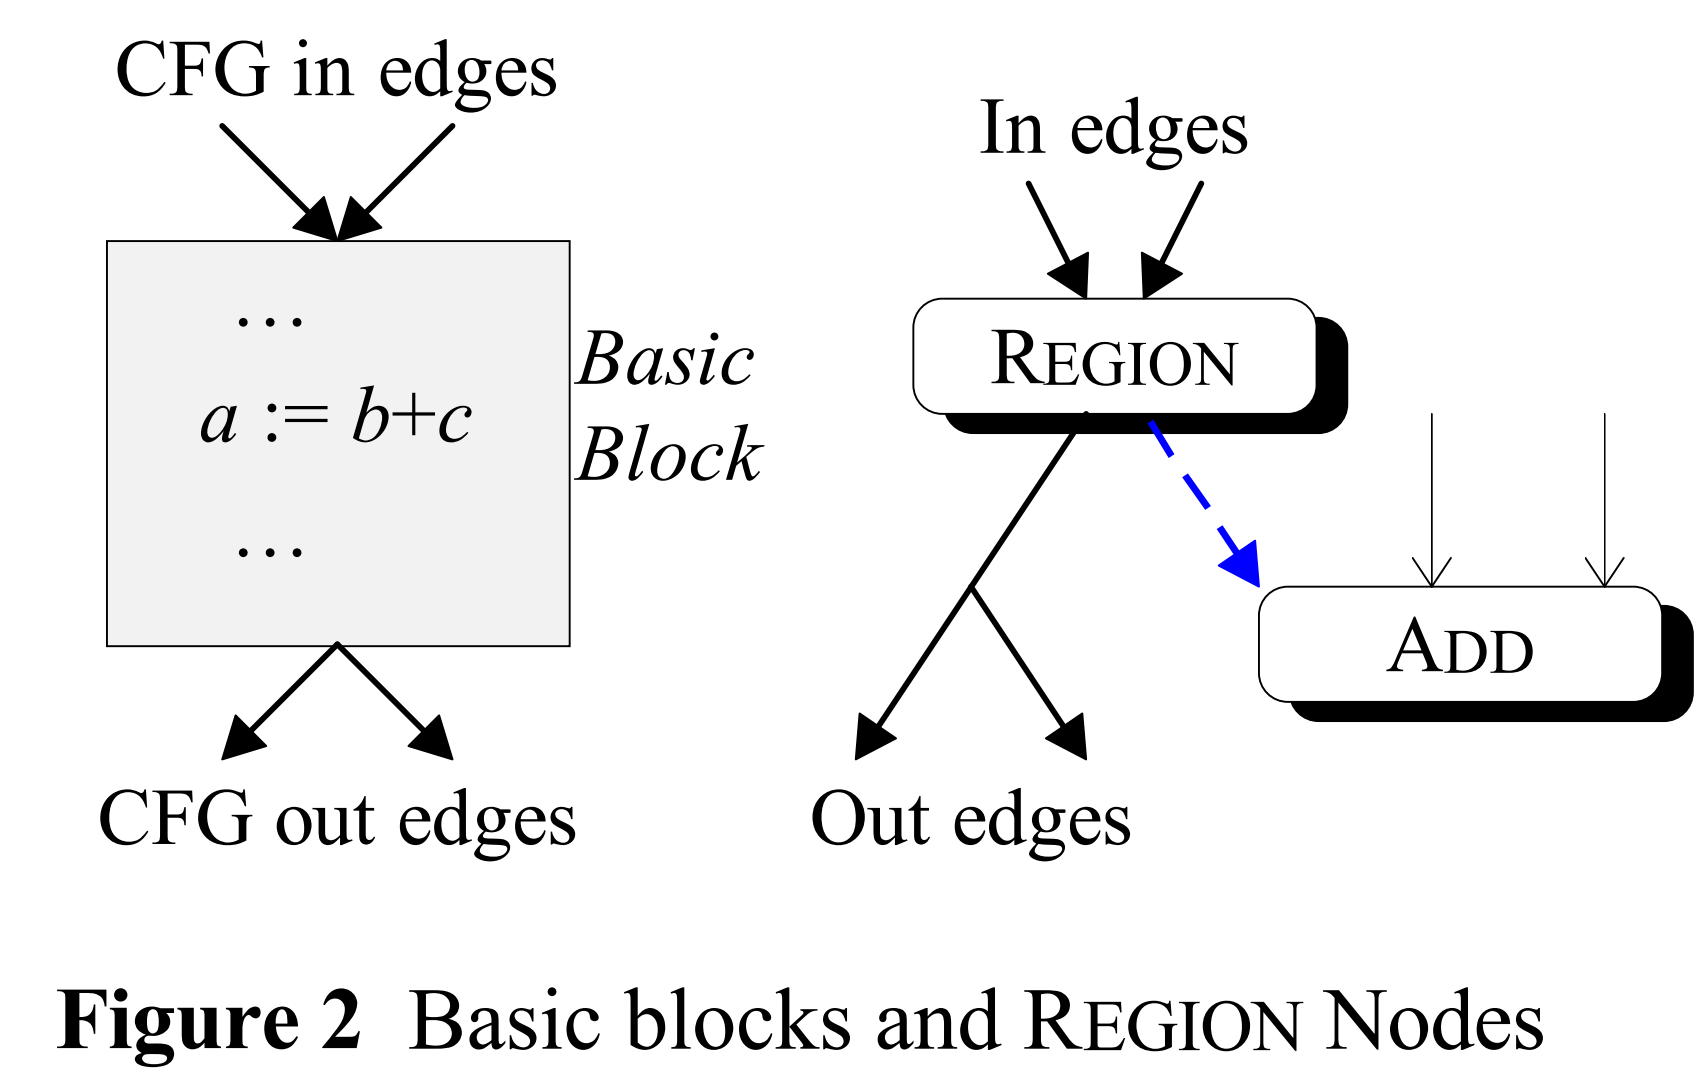 CFG in edges
…
a := b+c
…
Basic
Block
CFG out edges
In edges
REGION
ADD
Out edges
Figure 2 Basic blocks and REGION Nodes